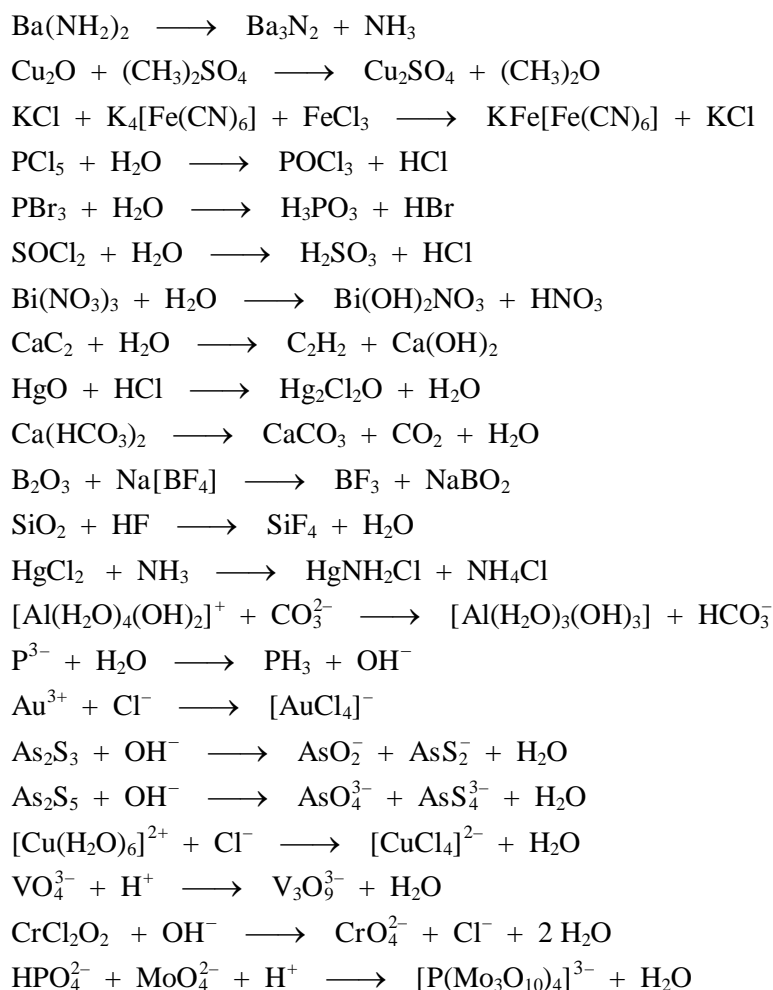 Ba(NH₂)₂ ⟶ Ba₃N₂ + NH₃
Cu₂O + (CH₃)₂SO₄ ⟶ Cu₂SO₄ + (CH₃)₂O
KCl + K₄[Fe(CN)₆] + FeCl₃ ⟶ KFe[Fe(CN)₆] + KCl
PCl₅ + H₂O ⟶ POCl₃ + HCl
PBr₃ + H₂O ⟶ H₃PO₃ + HBr
SOCl₂ + H₂O ⟶ H₂SO₃ + HCl
Bi(NO₃)₃ + H₂O ⟶ Bi(OH)₂NO₃ + HNO₃
CaC₂ + H₂O ⟶ C₂H₂ + Ca(OH)₂
HgO + HCl ⟶ Hg₂Cl₂O + H₂O
Ca(HCO₃)₂ ⟶ CaCO₃ + CO₂ + H₂O
B₂O₃ + Na[BF₄] ⟶ BF₃ + NaBO₂
SiO₂ + HF ⟶ SiF₄ + H₂O
HgCl₂ + NH₃ ⟶ HgNH₂Cl + NH₄Cl
[Al(H₂O)₄(OH)₂]⁺ + CO₃²⁻ ⟶ [Al(H₂O)₃(OH)₃] + HCO₃⁻
P³⁻ + H₂O ⟶ PH₃ + OH⁻
Au³⁺ + Cl⁻ ⟶ [AuCl₄]⁻
As₂S₃ + OH⁻ ⟶ AsO₂⁻ + AsS₂⁻ + H₂O
As₂S₅ + OH⁻ ⟶ AsO₄³⁻ + AsS₄³⁻ + H₂O
[Cu(H₂O)₆]²⁺ + Cl⁻ ⟶ [CuCl₄]²⁻ + H₂O
VO₄³⁻ + H⁺ ⟶ V₃O₉³⁻ + H₂O
CrCl₂O₂ + OH⁻ ⟶ CrO₄²⁻ + Cl⁻ + 2 H₂O
HPO₄²⁻ + MoO₄²⁻ + H⁺ ⟶ [P(Mo₃O₁₀)₄]³⁻ + H₂O